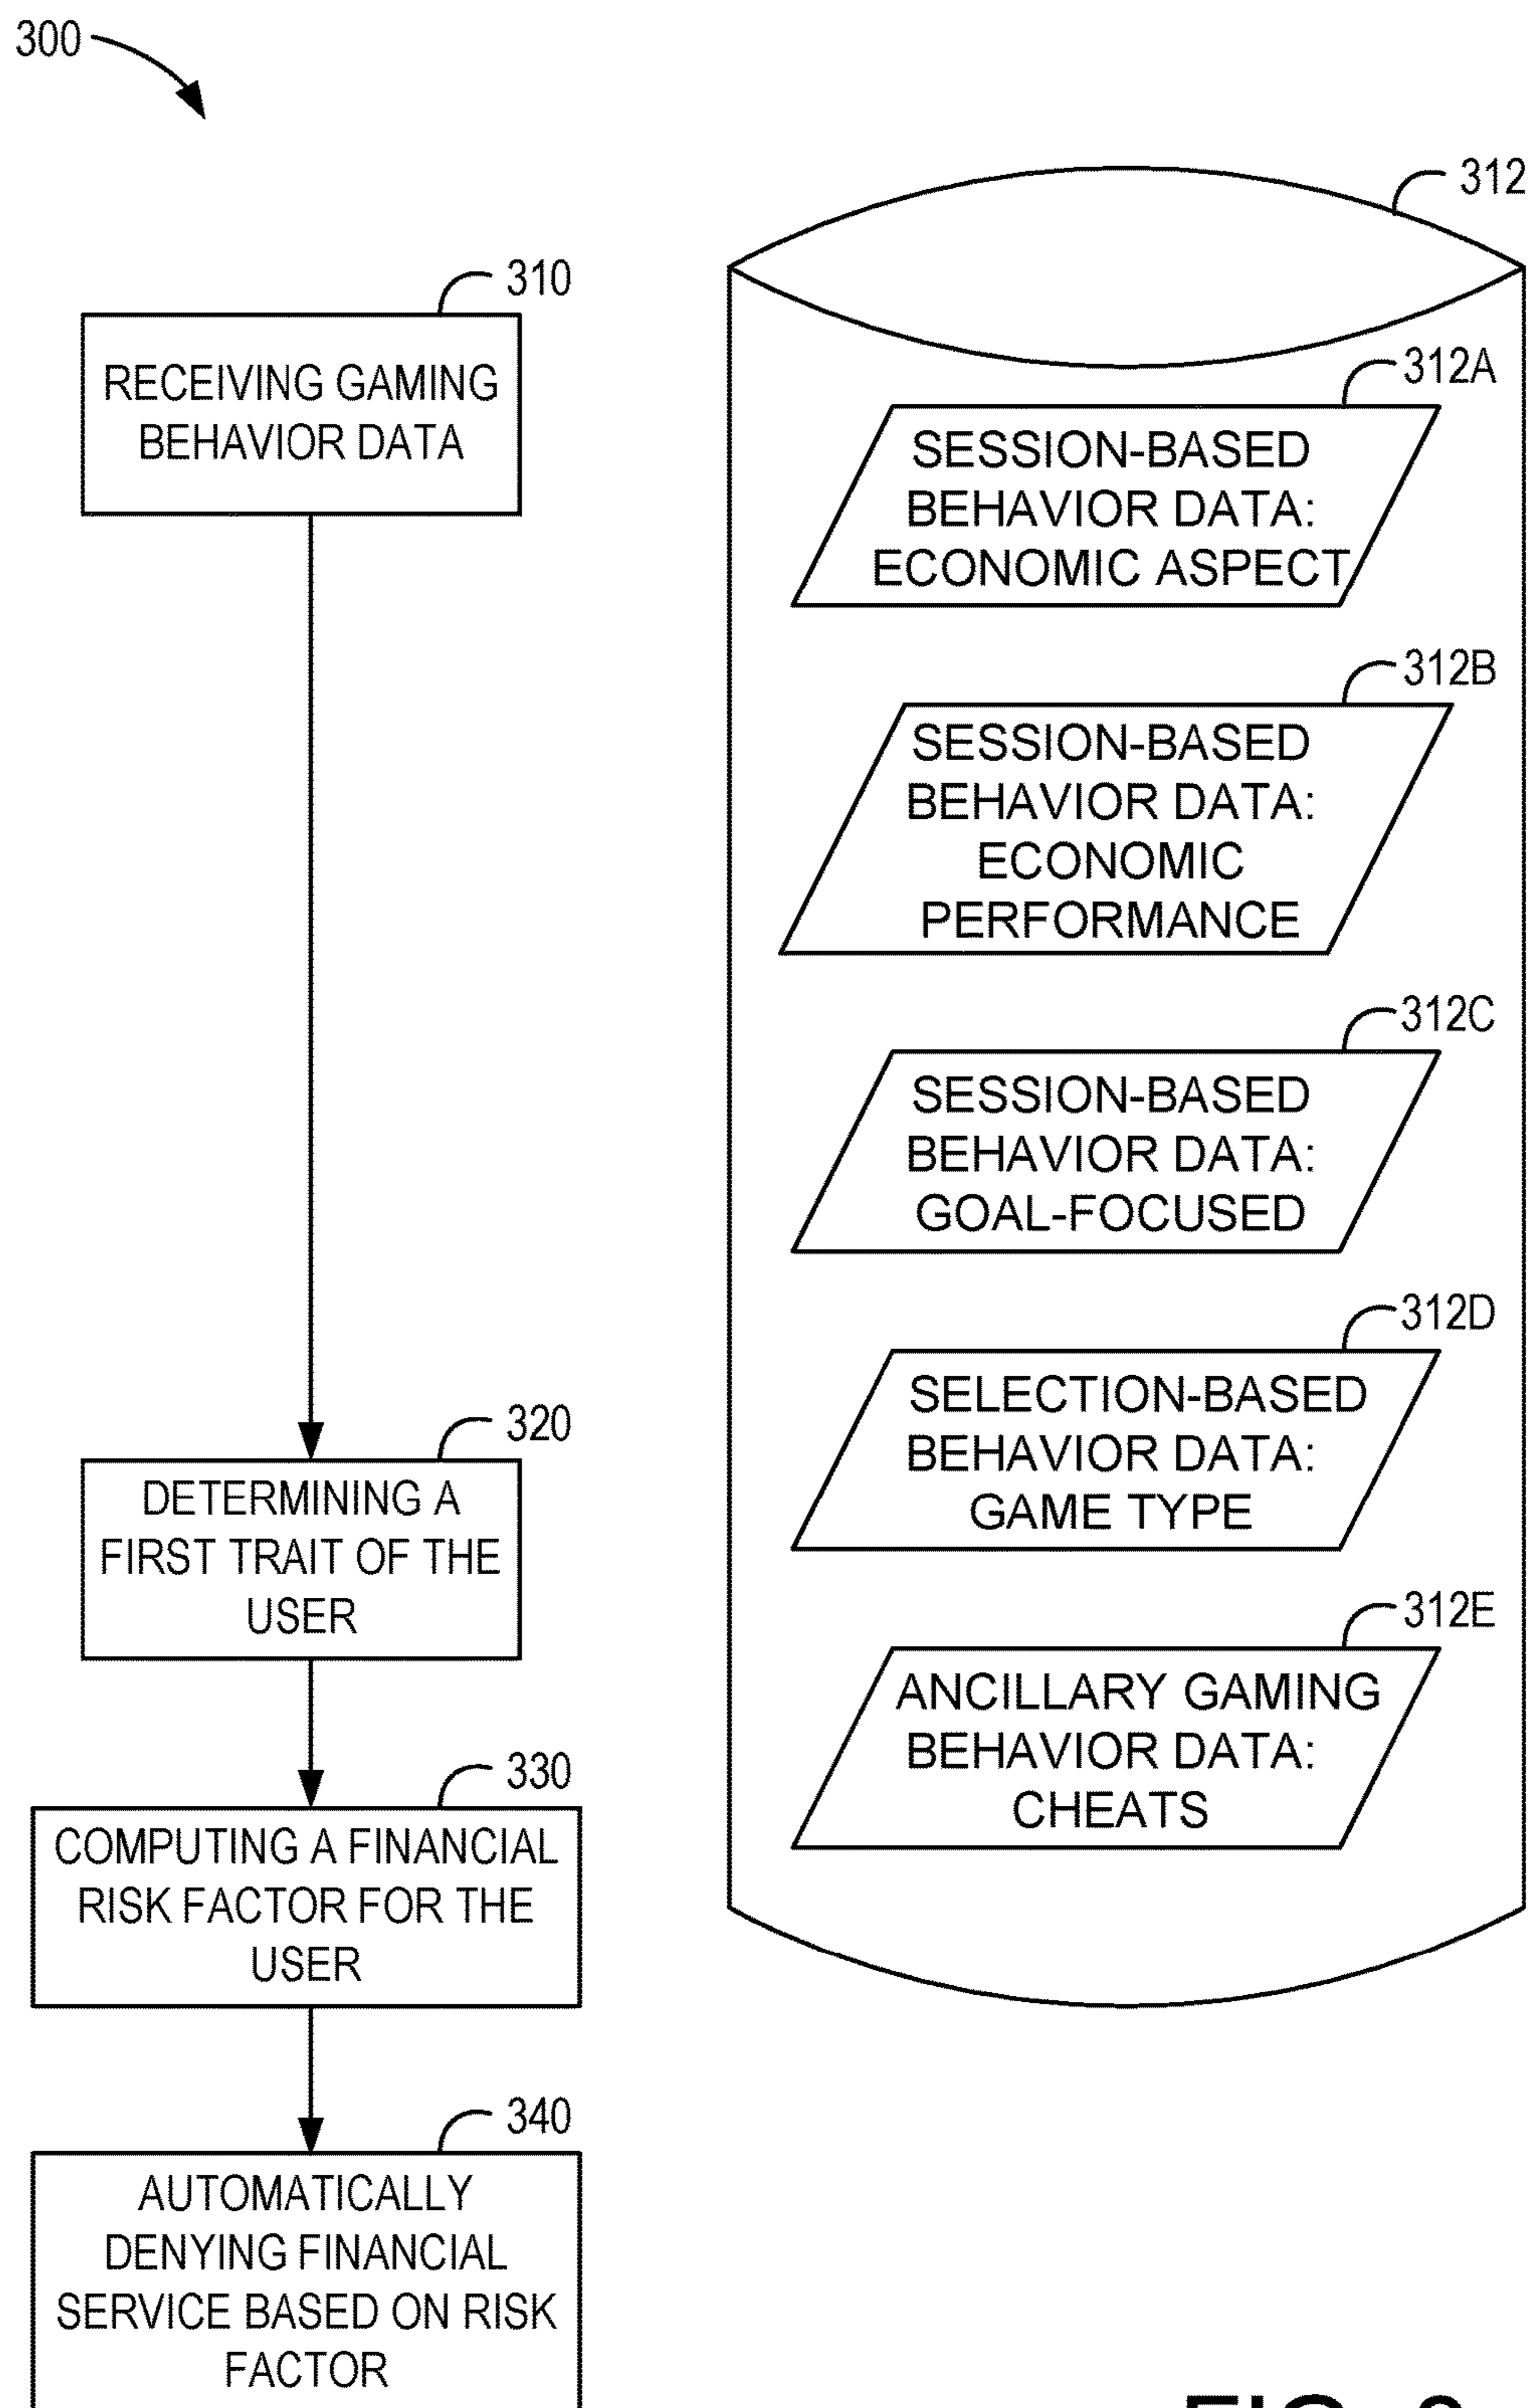 300
312
310
RECEIVING GAMING
BEHAVIOR DATA
312A
SESSION-BASED
BEHAVIOR DATA:
ECONOMIC ASPECT
312B
SESSION-BASED
BEHAVIOR DATA:
ECONOMIC
PERFORMANCE
312C
SESSION-BASED
BEHAVIOR DATA:
GOAL-FOCUSED
312D
SELECTION-BASED
BEHAVIOR DATA:
GAME TYPE
312E
ANCILLARY GAMING
BEHAVIOR DATA:
CHEATS
320
DETERMINING A
FIRST TRAIT OF THE
USER
330
COMPUTING A FINANCIAL
RISK FACTOR FOR THE
USER
340
AUTOMATICALLY
DENYING FINANCIAL
SERVICE BASED ON RISK
FACTOR